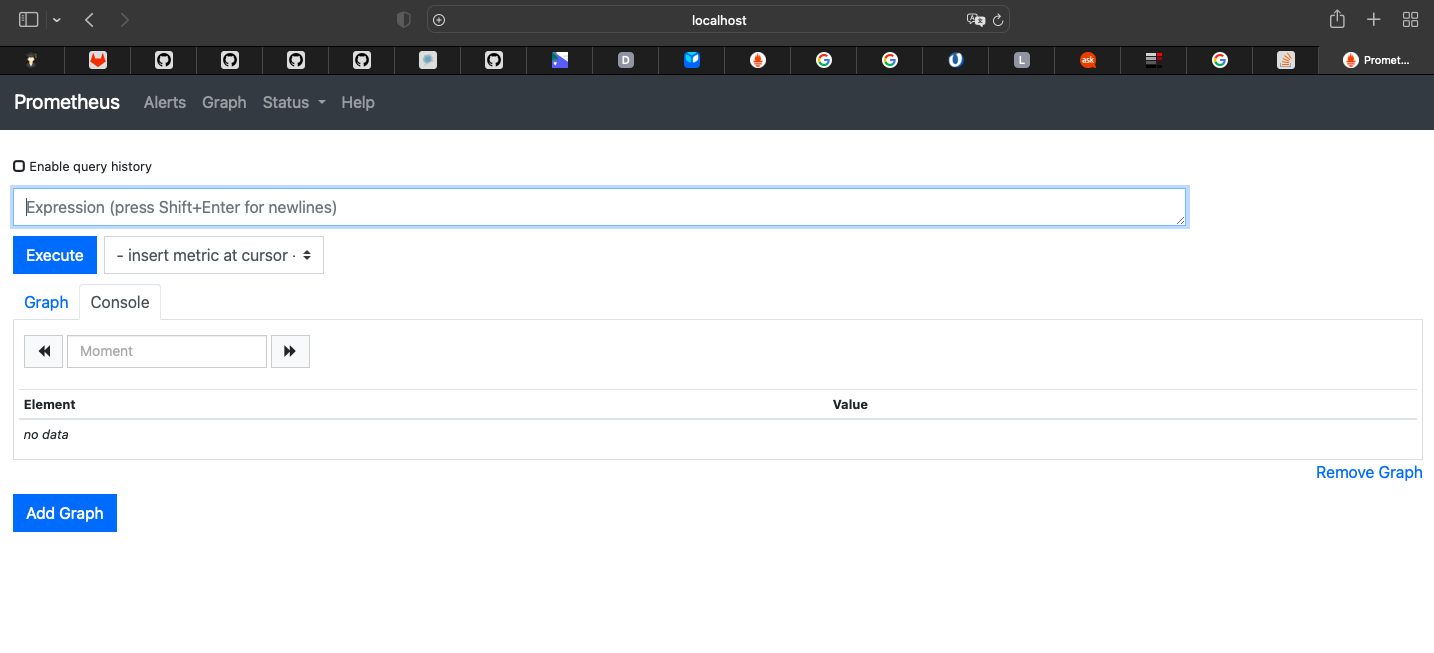 localhost
D
L
ask
Promet...
Prometheus Alerts Graph Status Help
Enable query history
Expression (press Shift+Enter for newlines)
Execute - insert metric at cursor -
Graph Console
Moment
Element Value
no data
Remove Graph
Add Graph